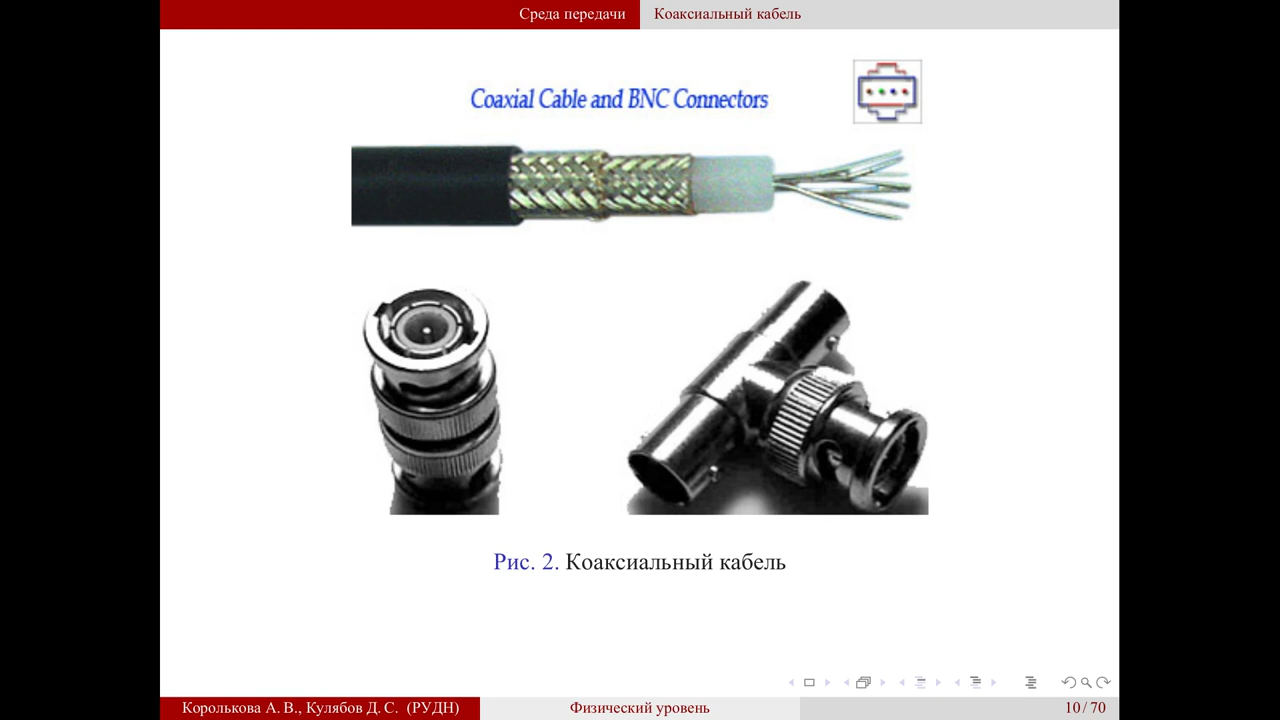 Среда передачи
Коаксиальный кабель
Coaxial Cable and BNC Connectors
Рис. 2. Коаксиальный кабель
Королькова А. В., Кулябов Д. С. (РУДН)
Физический уровень
10 / 70